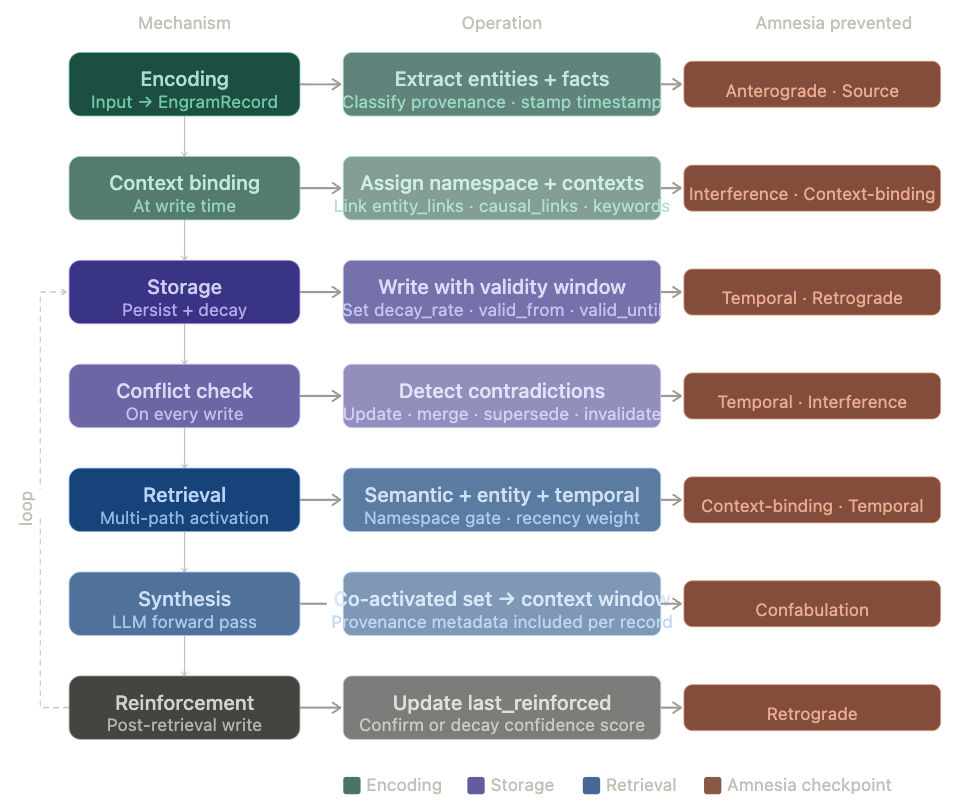 Mechanism
Operation
Amnesia prevented
Encoding
Input → EngramRecord
Extract entities + facts
Classify provenance · stamp timestamp
Anterograde · Source
Context binding
At write time
Assign namespace + contexts
Link entity_links · causal_links · keywords
Interference · Context-binding
Storage
Persist + decay
Write with validity window
Set decay_rate · valid_from · valid_until
Temporal · Retrograde
Conflict check
On every write
Detect contradictions
Update · merge · supersede · invalidate
Temporal · Interference
Retrieval
Multi-path activation
Semantic + entity + temporal
Namespace gate · recency weight
Context-binding · Temporal
loop
Synthesis
LLM forward pass
Co-activated set → context window
Provenance metadata included per record
Confabulation
Reinforcement
Post-retrieval write
Update last_reinforced
Confirm or decay confidence score
Retrograde
Encoding
Storage
Retrieval
Amnesia checkpoint